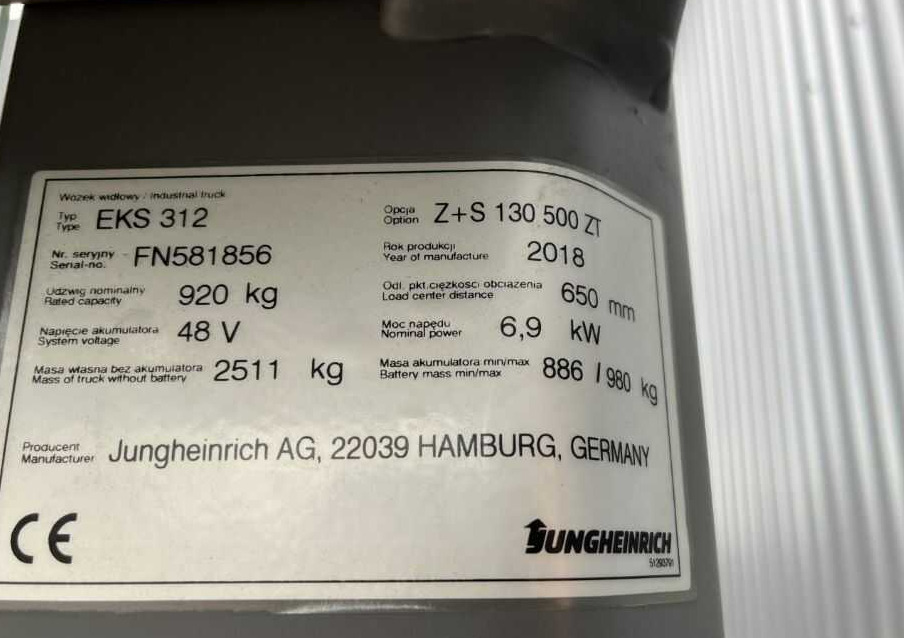 Wózek widłowy / Industrial truck
Typ
Type EKS 312
Opcja
Option Z+S 130 500 ZT
Nr. seryjny
Serial-no. FN581856
Rok produkcji
Year of manufacture 2018
Udźwig nominalny
Rated capacity 920 kg
Odl. pkt.ciężkości obciążenia
Load center distance 650 mm
Napięcie akumulatora
System voltage 48 V
Moc napędu
Nominal power 6,9 kW
Masa własna bez akumulatora
Mass of truck without battery 2511 kg
Masa akumulatora min/max
Battery mass min/max 886 / 980 kg
Producent
Manufacturer Jungheinrich AG, 22039 HAMBURG, GERMANY
CE
JUNGHEINRICH